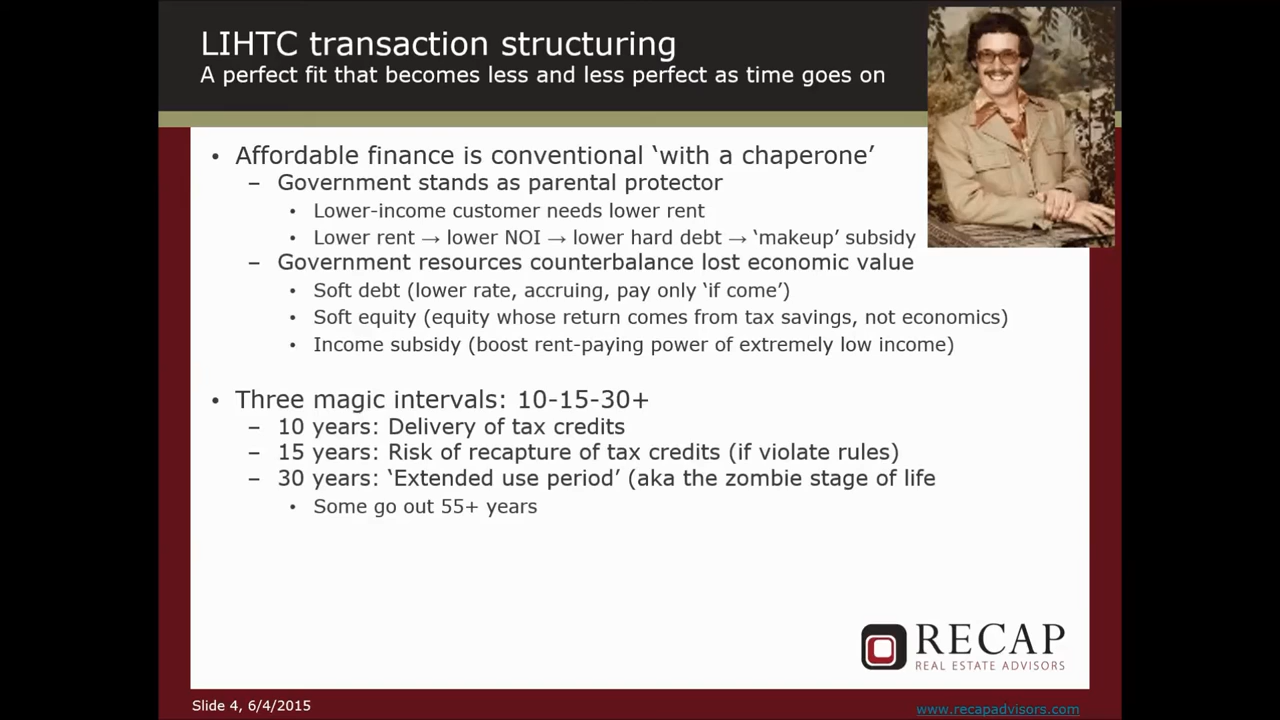 LIHTC transaction structuring
A perfect fit that becomes less and less perfect as time goes on
• Affordable finance is conventional ‘with a chaperone’
– Government stands as parental protector
• Lower-income customer needs lower rent
• Lower rent → lower NOI → lower hard debt → ‘makeup’ subsidy
– Government resources counterbalance lost economic value
• Soft debt (lower rate, accruing, pay only ‘if come’)
• Soft equity (equity whose return comes from tax savings, not economics)
• Income subsidy (boost rent-paying power of extremely low income)
• Three magic intervals: 10-15-30+
– 10 years: Delivery of tax credits
– 15 years: Risk of recapture of tax credits (if violate rules)
– 30 years: ‘Extended use period’ (aka the zombie stage of life
• Some go out 55+ years
RECAP
REAL ESTATE ADVISORS
Slide 4, 6/4/2015
www.recapadvisors.com